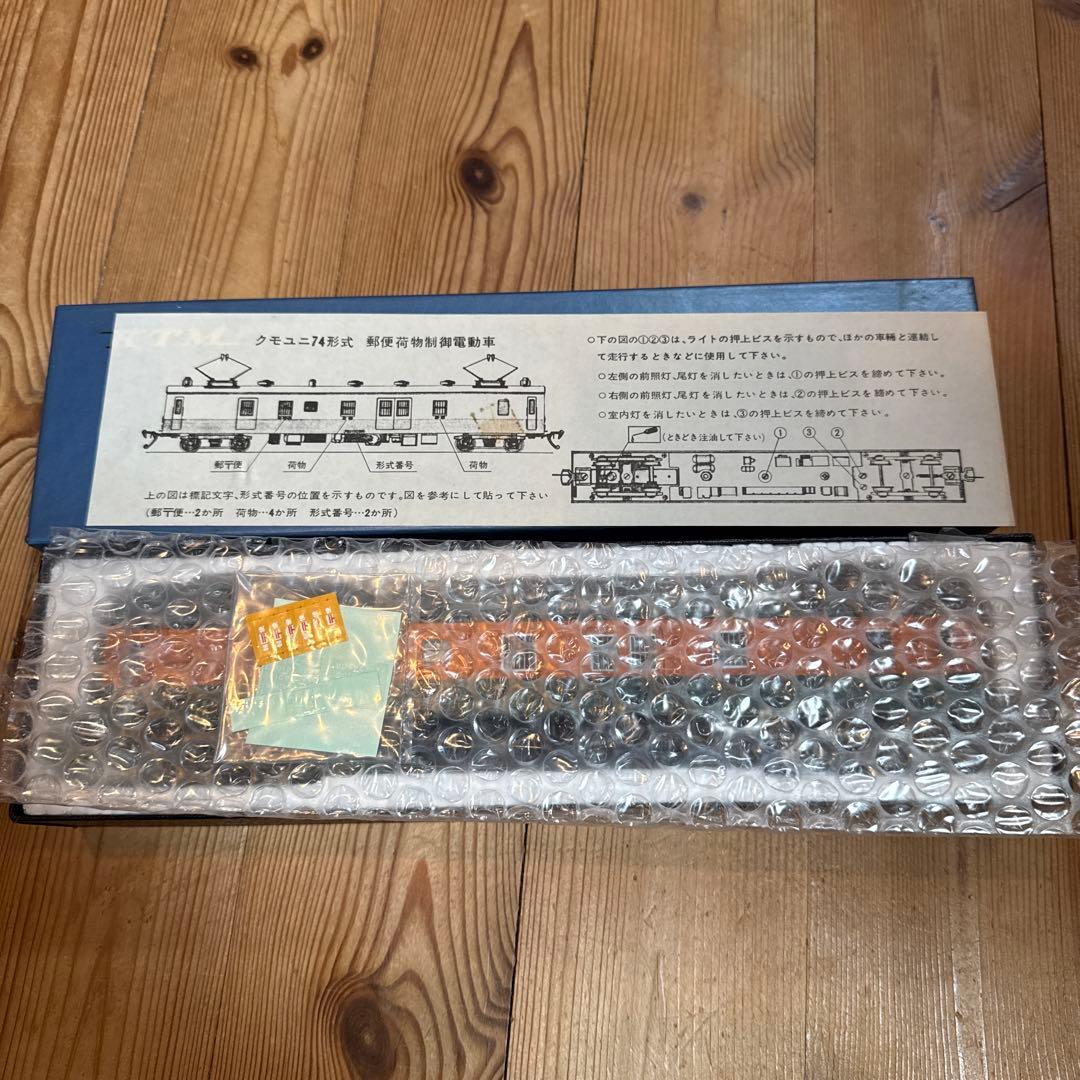 KTM
クモユニ74形式 郵便荷物制御電動車
郵〒便 荷物 形式番号 荷物
上の図は標記文字、形式番号の位置を示すものです。図を参考にして貼って下さい
(郵〒便…2か所 荷物…4か所 形式番号…2か所)
○下の図の①②③は、ライトの押上ビスを示すもので、ほかの車輛と連結し
て走行するときなどに使用して下さい。
○左側の前照灯、尾灯を消したいときは、①の押上ビスを締めて下さい。
○右側の前照灯、尾灯を消したいときは、②の押上ビスを締めて下さい。
○室内灯を消したいときは、③の押上ビスを締めて下さい。
(ときどき注油して下さい) ① ③ ②